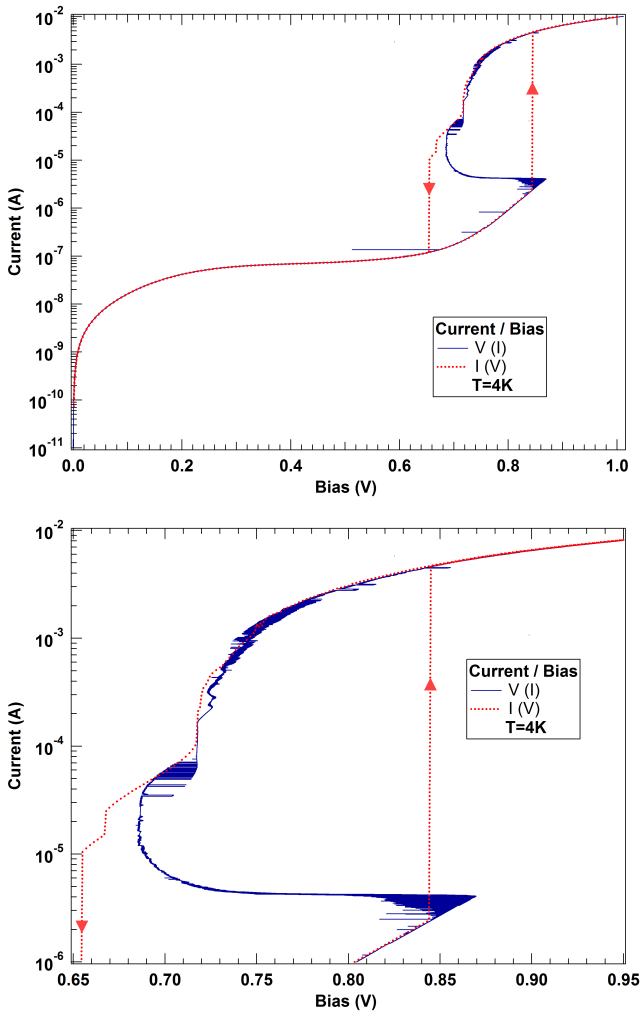 10-2
10-3
10-4
10-5
10-6
10-7
10-8
10-9
10-10
10-11
Current (A)
Current / Bias
V (I)
I (V)
T=4K
0.0 0.2 0.4 0.6 0.8 1.0
Bias (V)
10-2
10-3
10-4
10-5
10-6
Current (A)
Current / Bias
V (I)
I (V)
T=4K
0.65 0.70 0.75 0.80 0.85 0.90 0.95
Bias (V)